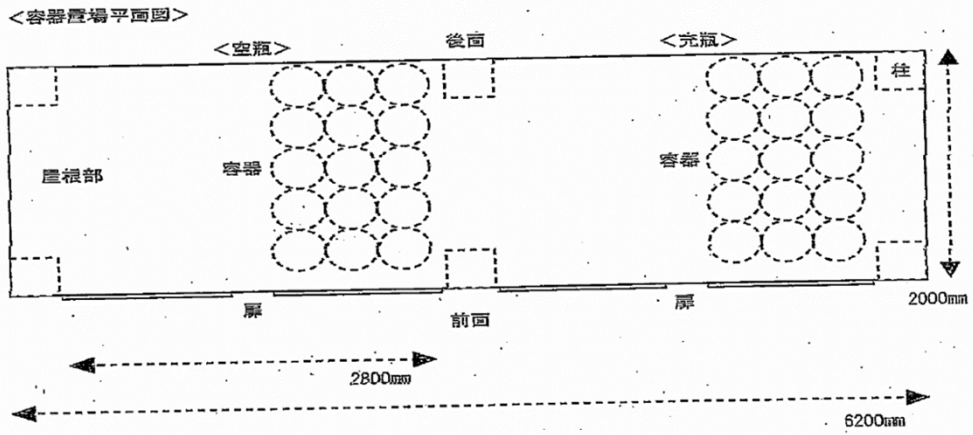 <容器置場平面図>
<空瓶>
後面
<充瓶>
柱
屋根部
容器
容器
2000mm
扉
前面
扉
2800mm
6200mm